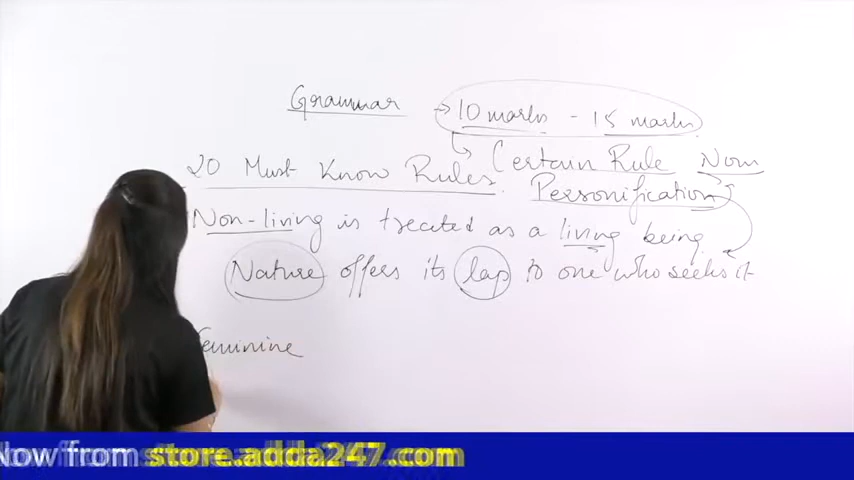 Grammar → 10 marks - 15 marks
20 Must Know Rules Certain Rule Noun
Personification
Non-living is treated as a living being
Nature offers its lap to one who seeks it
Feminine
Now from store.adda247.com